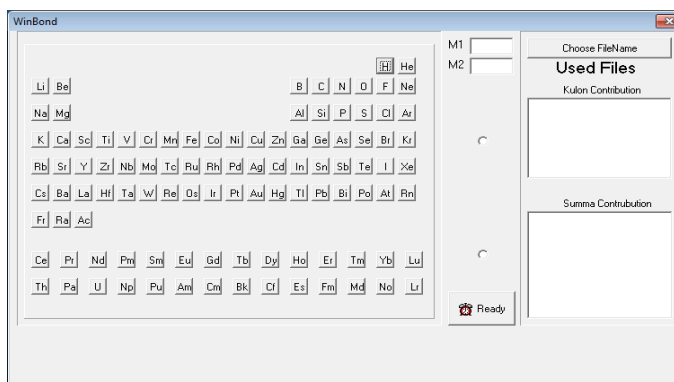 WinBond
M1
M2
Choose FileName
Used Files
Kulon Contribution
H He
Li Be B C N O F Ne
Na Mg Al Si P S Cl Ar
K Ca Sc Ti V Cr Mn Fe Co Ni Cu Zn Ga Ge As Se Br Kr
Rb Sr Y Zr Nb Mo Tc Ru Rh Pd Ag Cd In Sn Sb Te I Xe
Cs Ba La Hf Ta W Re Os Ir Pt Au Hg Tl Pb Bi Po At Rn
Fr Ra Ac
Ce Pr Nd Pm Sm Eu Gd Tb Dy Ho Er Tm Yb Lu
Th Pa U Np Pu Am Cm Bk Cf Es Fm Md No Lr
Summa Contrubution
Ready